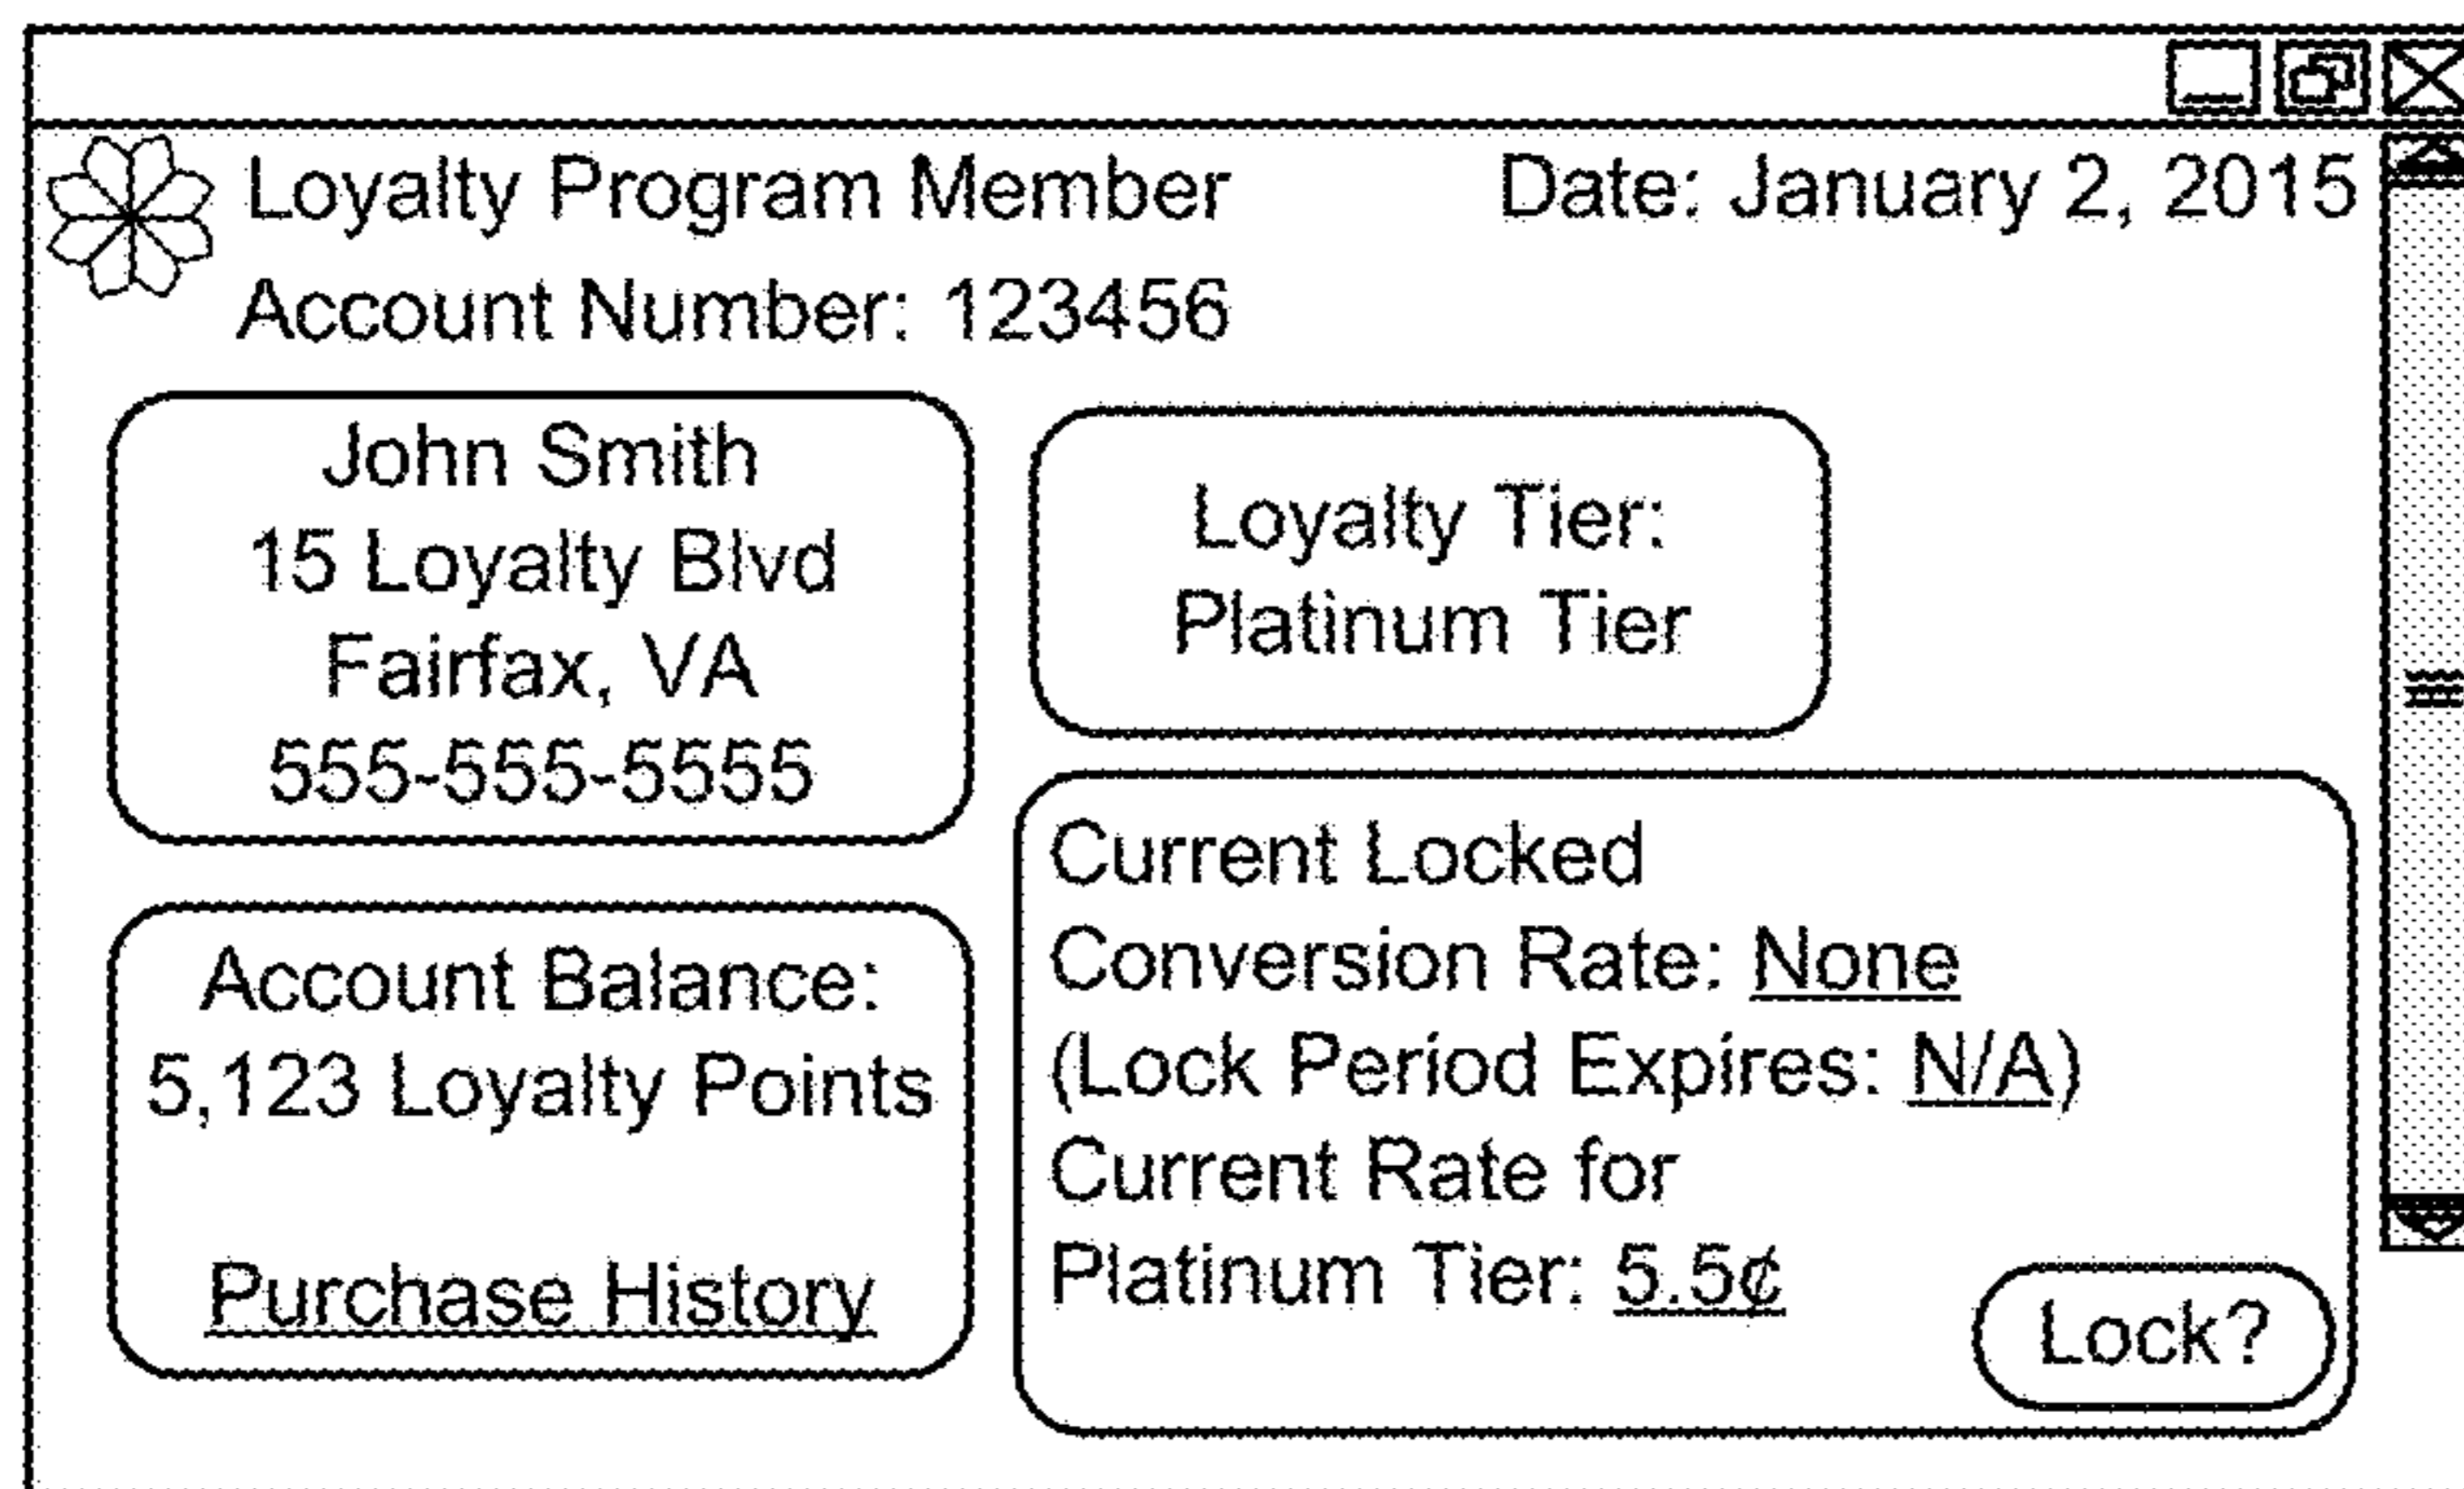 Loyalty Program Member
Date: January 2, 2015
Account Number: 123456
John Smith
15 Loyalty Blvd
Fairfax, VA
555-555-5555
Loyalty Tier:
Platinum Tier
Account Balance:
5,123 Loyalty Points
Purchase History
Current Locked
Conversion Rate: None
(Lock Period Expires: N/A)
Current Rate for
Platinum Tier: 5.5¢
Lock?